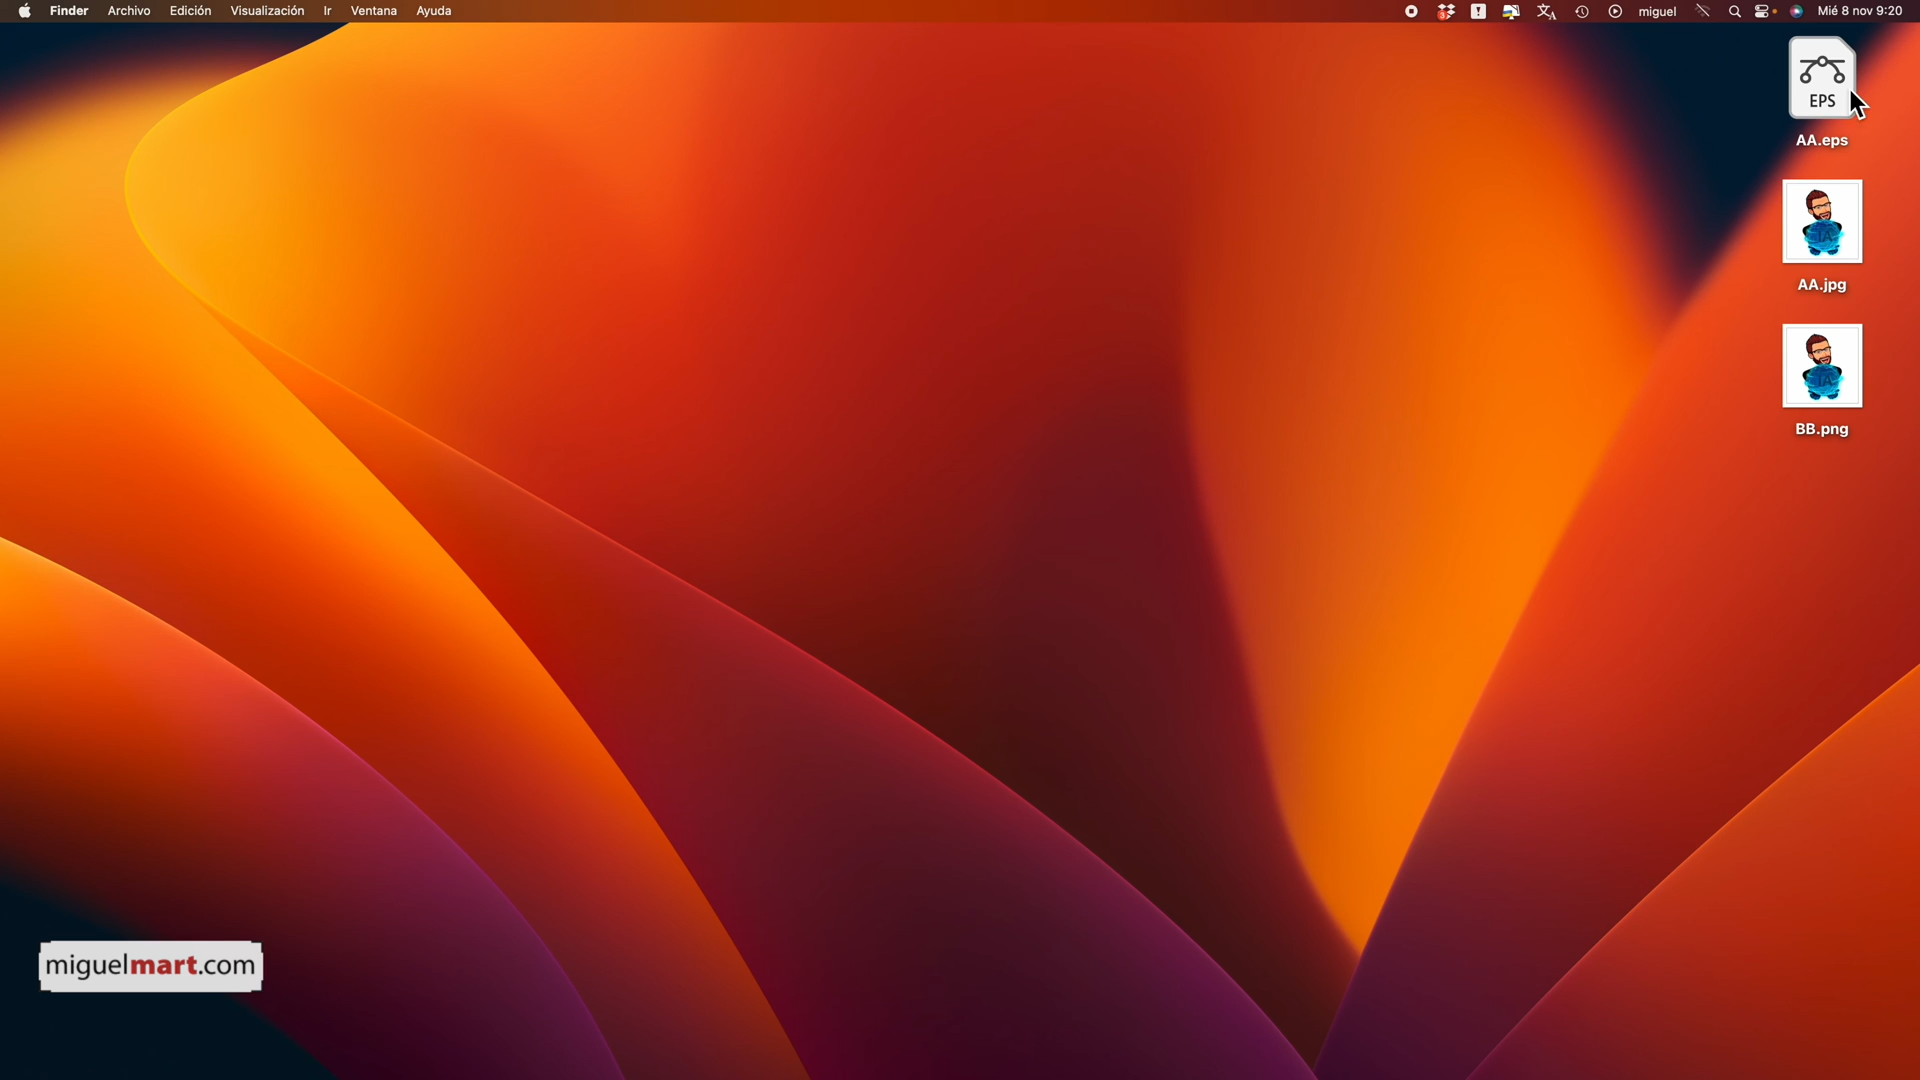 Finder Archivo Edición Visualización Ir Ventana Ayuda
miguel Mié 8 nov 9:20
EPS
AA.eps
AA.jpg
BB.png
miguelmart.com